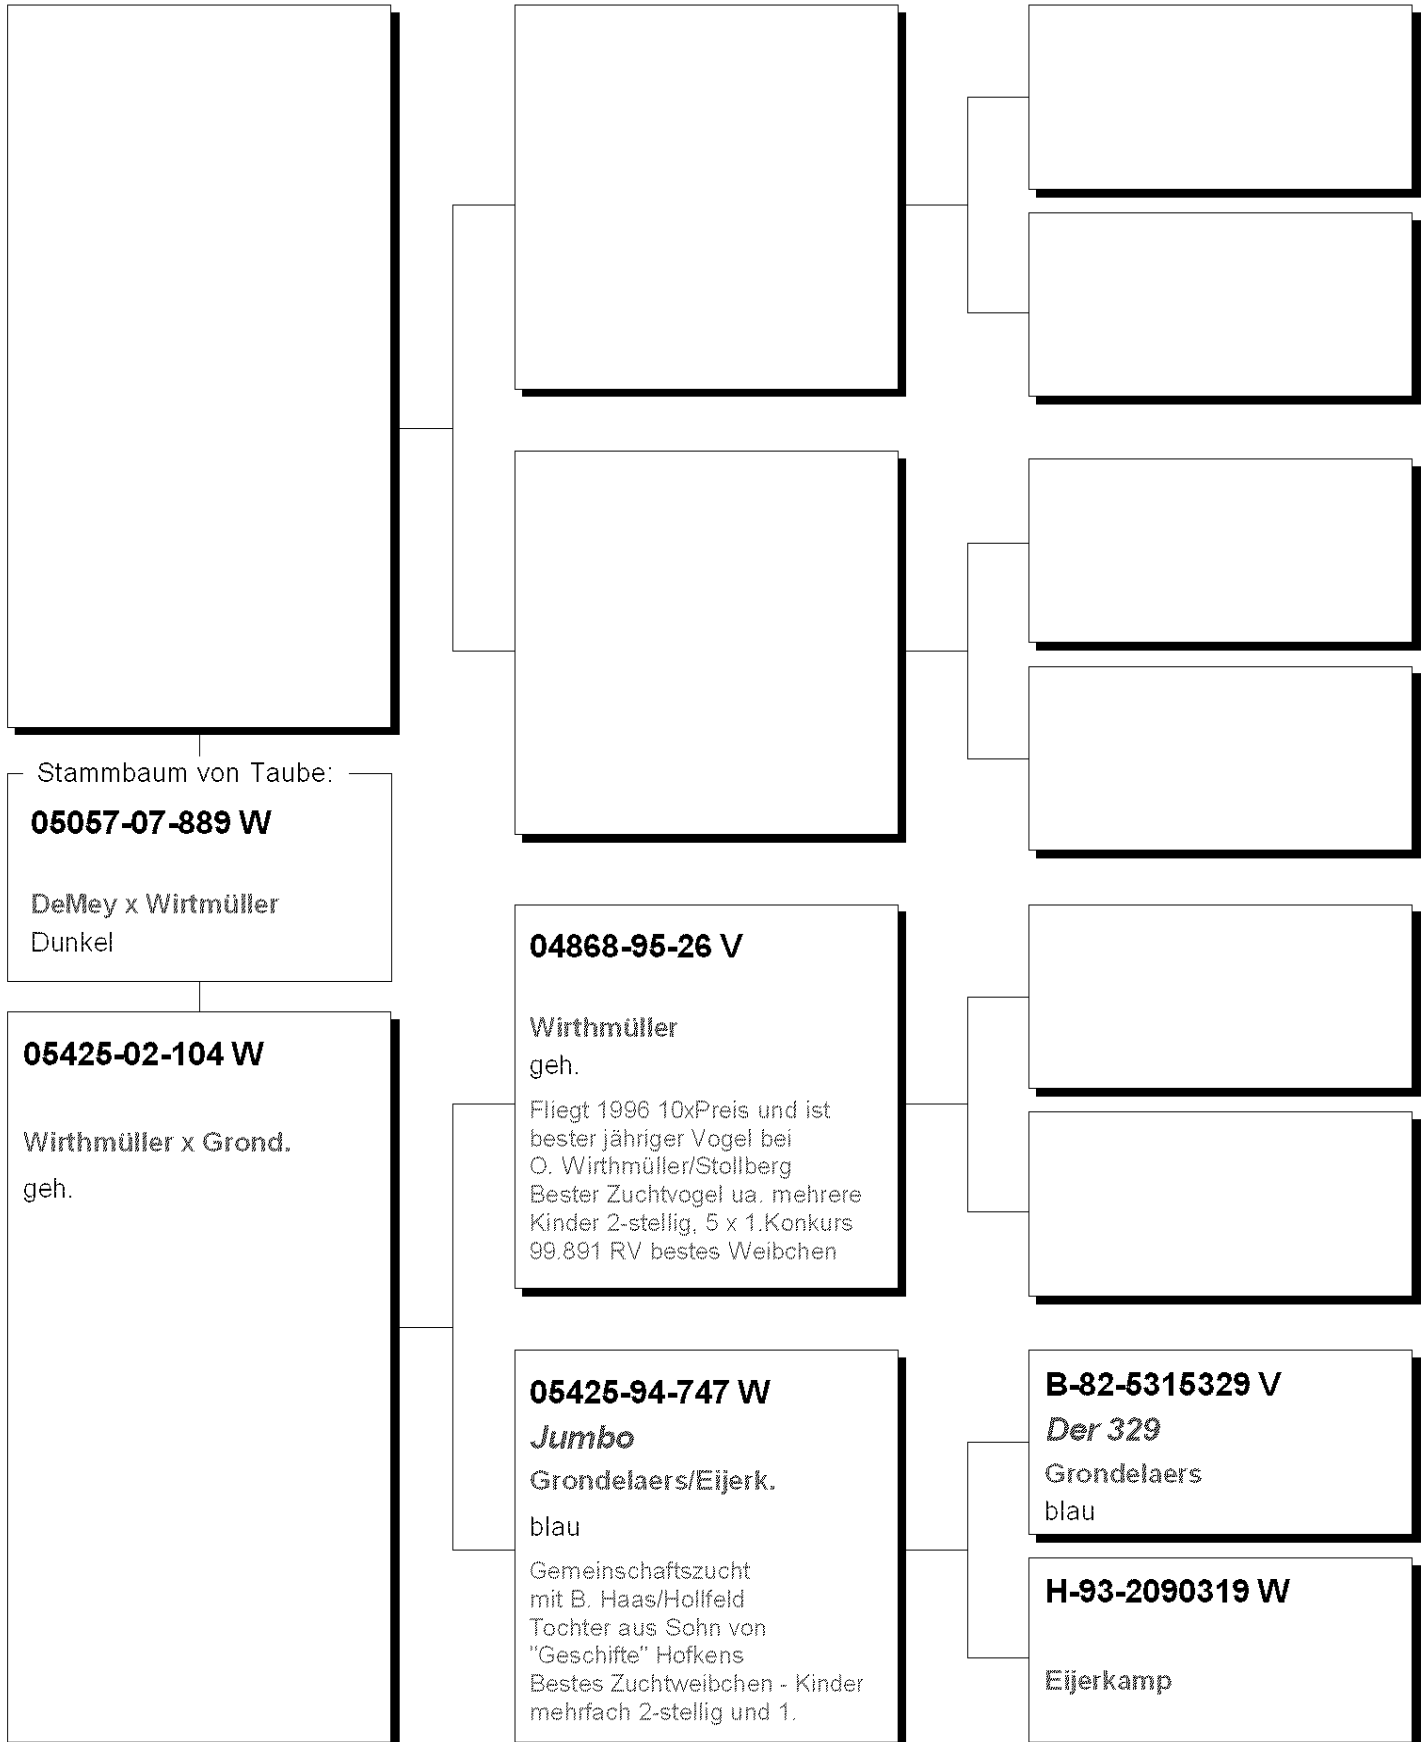 Stammbaum von Taube:
05057-07-889 W
DeMey x Wirtmüller
Dunkel
05425-02-104 W
Wirthmüller x Grond.
geh.
04868-95-26 V
Wirthmüller
geh.
Fliegt 1996 10xPreis und ist
bester jähriger Vogel bei
O. Wirthmüller/Stollberg
Bester Zuchtvogel ua. mehrere
Kinder 2-stellig, 5 x 1.Konkurs
99.891 RV bestes Weibchen
05425-94-747 W
Jumbo
Grondelaers/Eijerk.
blau
Gemeinschaftszucht
mit B. Haas/Hollfeld
Tochter aus Sohn von
"Geschifte" Hofkens
Bestes Zuchtweibchen - Kinder
mehrfach 2-stellig und 1.
B-82-5315329 V
Der 329
Grondelaers
blau
H-93-2090319 W
Eijerkamp